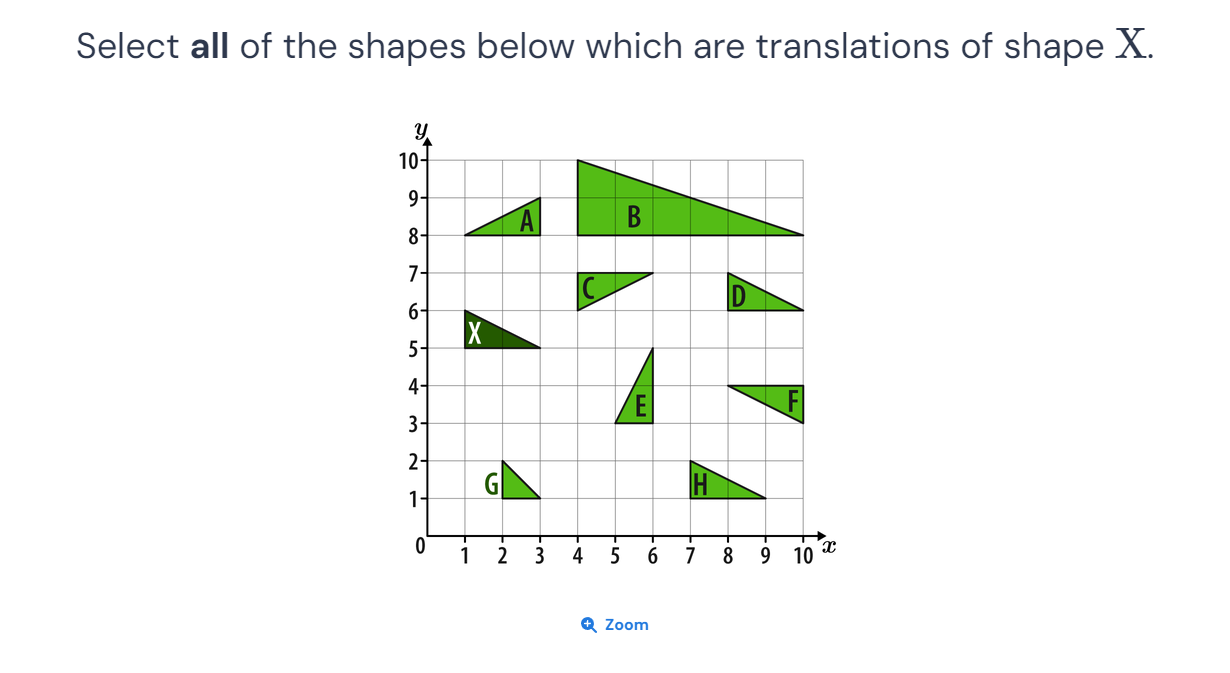 Select all of the shapes below which are translations of shape X.
y
10
9
A
B
8
7
C
D
6
X
5
4
E
F
3
2
G
H
1
0
1 2 3 4 5 6 7 8 9 10 x
Zoom